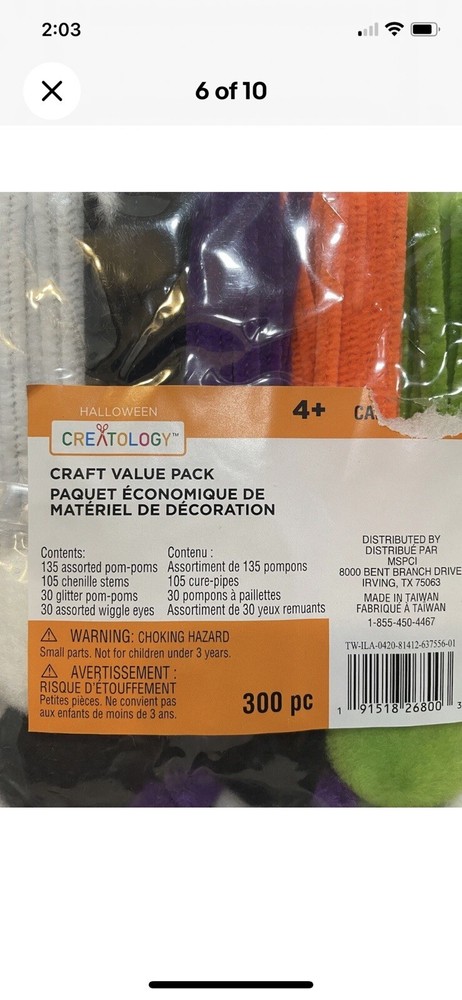 2:03
6 of 10
HALLOWEEN
CREATOLOGY™
4+
CRAFT VALUE PACK
PAQUET ÉCONOMIQUE DE
MATÉRIEL DE DÉCORATION
Contents:
135 assorted pom-poms
105 chenille stems
30 glitter pom-poms
30 assorted wiggle eyes
Contenu :
Assortiment de 135 pompons
105 cure-pipes
30 pompons à paillettes
Assortiment de 30 yeux remuants
DISTRIBUTED BY
DISTRIBUÉ PAR
MSPCI
8000 BENT BRANCH DRIVE
IRVING, TX 75063
MADE IN TAIWAN
FABRIQUÉ À TAIWAN
1-855-450-4467
TW-ILA-0420-81412-637556-01
1 91518 26800 3
WARNING: CHOKING HAZARD
Small parts. Not for children under 3 years.
AVERTISSEMENT :
RISQUE D'ÉTOUFFEMENT
Petites pièces. Ne convient pas
aux enfants de moins de 3 ans.
300 pc